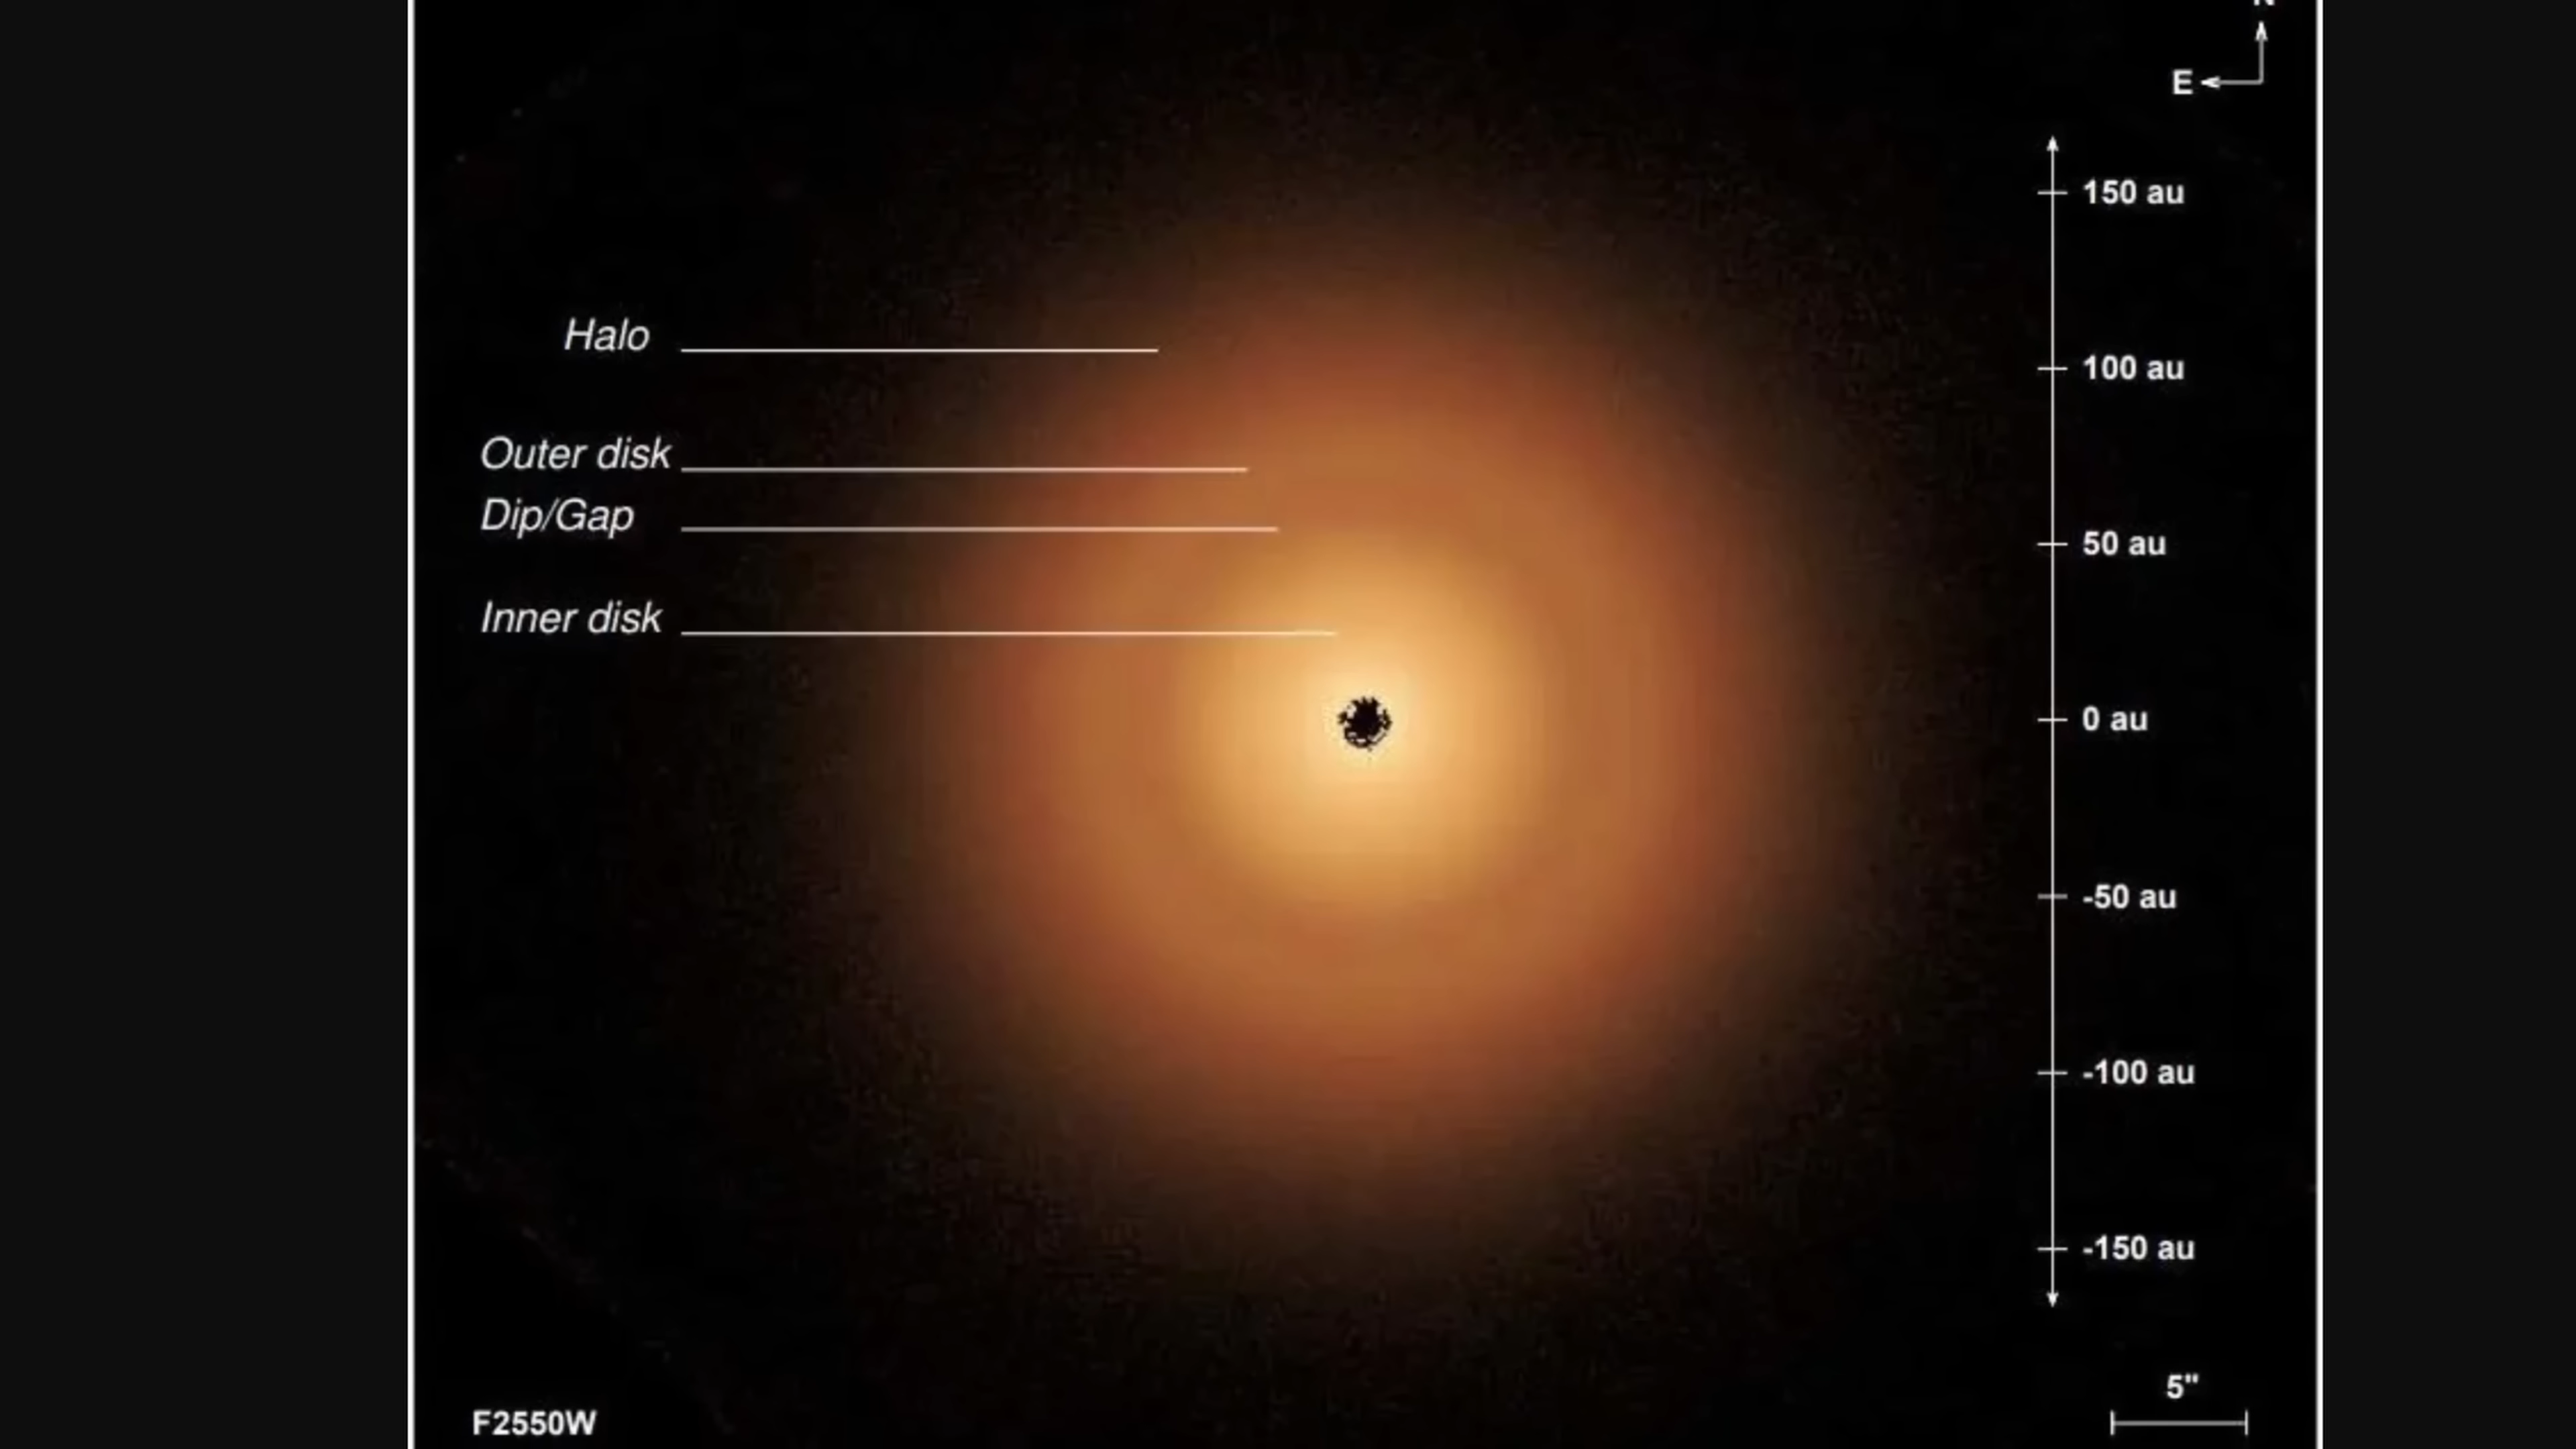 N
E
150 au
Halo
100 au
Outer disk
Dip/Gap
50 au
Inner disk
0 au
-50 au
-100 au
-150 au
5"
F2550W